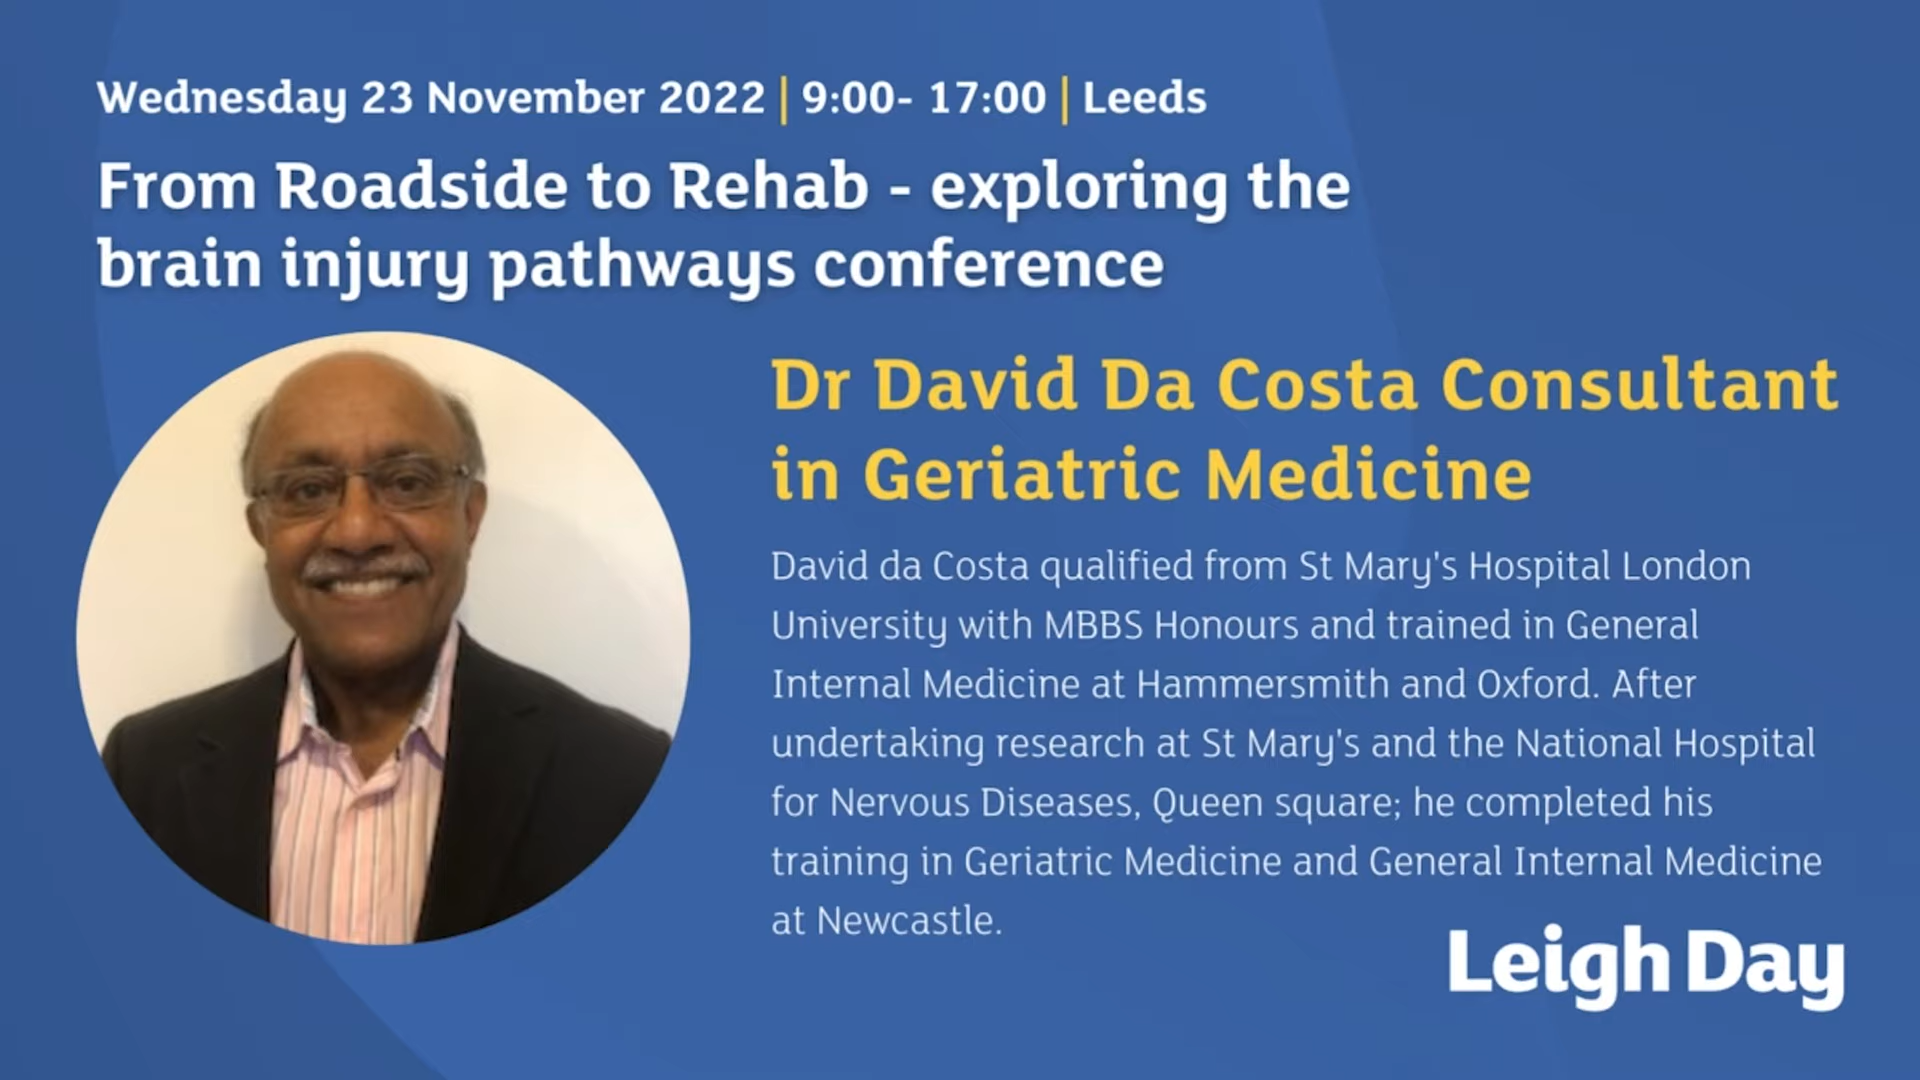 Wednesday 23 November 2022 | 9:00- 17:00 | Leeds
From Roadside to Rehab - exploring the
brain injury pathways conference
Dr David Da Costa Consultant
in Geriatric Medicine
David da Costa qualified from St Mary's Hospital London
University with MBBS Honours and trained in General
Internal Medicine at Hammersmith and Oxford. After
undertaking research at St Mary's and the National Hospital
for Nervous Diseases, Queen square; he completed his
training in Geriatric Medicine and General Internal Medicine
at Newcastle.
Leigh Day